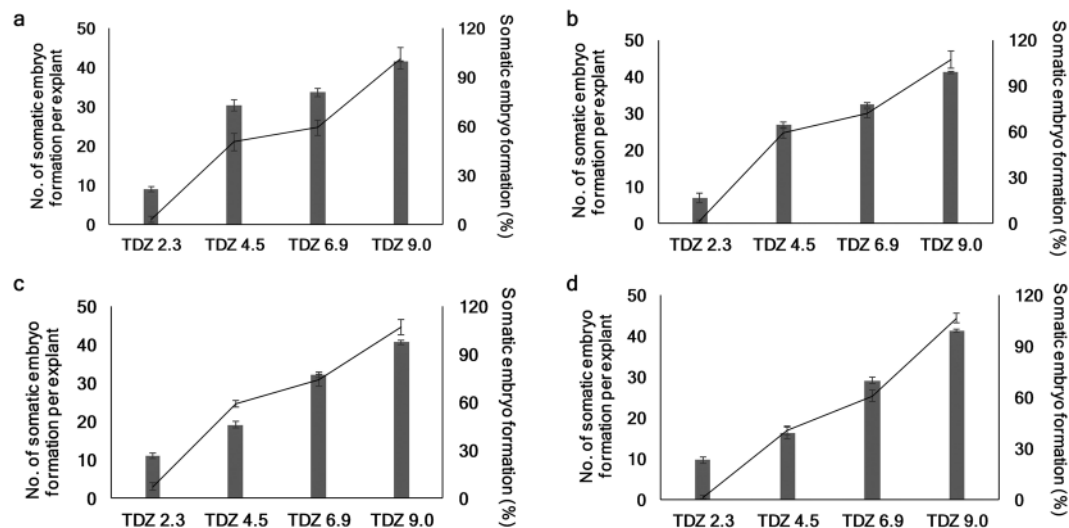 a
50
40
30
20
10
0
No. of somatic embryo
formation per explant
120
90
60
30
0
Somatic embryo formation (%)
TDZ 2.3 TDZ 4.5 TDZ 6.9 TDZ 9.0
b
50
40
30
20
10
0
No. of somatic embryo
formation per explant
120
90
60
30
0
Somatic embryo formation (%)
TDZ 2.3 TDZ 4.5 TDZ 6.9 TDZ 9.0
c
50
40
30
20
10
0
No. of somatic embryo
formation per explant
120
90
60
30
0
Somatic embryo formation (%)
TDZ 2.3 TDZ 4.5 TDZ 6.9 TDZ 9.0
d
50
40
30
20
10
0
No. of somatic embryo
formation per explant
120
90
60
30
0
Somatic embryo formation (%)
TDZ 2.3 TDZ 4.5 TDZ 6.9 TDZ 9.0